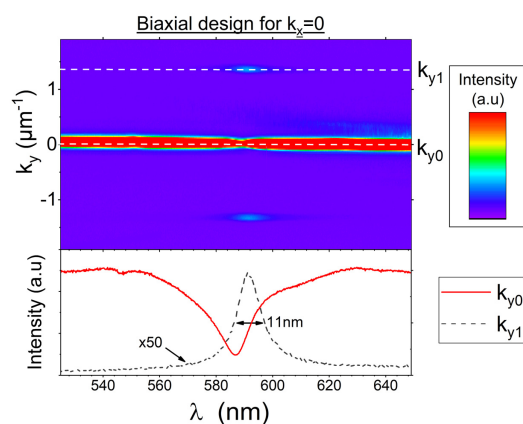 Biaxial design for kx=0
ky (µm-1)
1
0
-1
ky1
ky0
Intensity
(a.u)
Intensity (a.u)
x50
11nm
ky0
ky1
540 560 580 600 620 640
λ (nm)